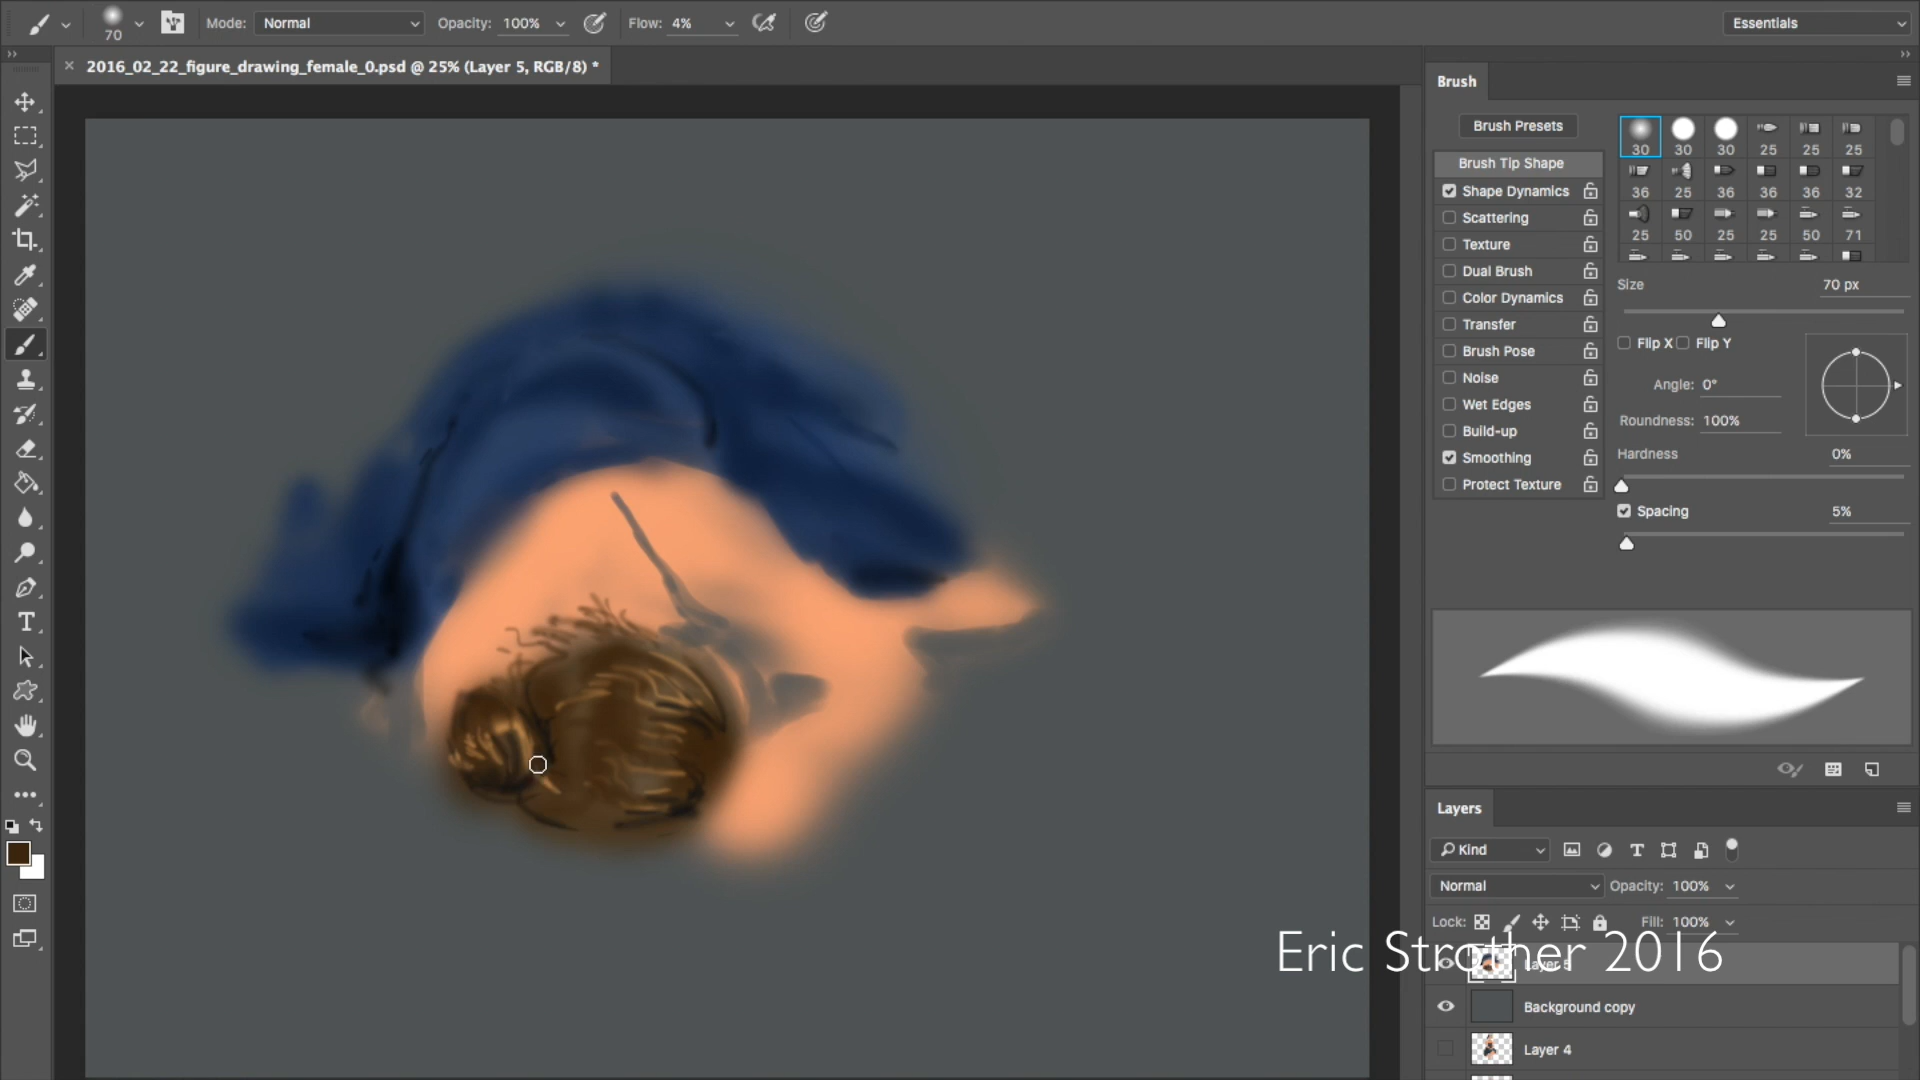 70
Mode: Normal
Opacity: 100%
Flow: 4%
Essentials
× 2016_02_22_figure_drawing_female_0.psd @ 25% (Layer 5, RGB/8) *
Brush
Brush Presets
Brush Tip Shape
Shape Dynamics
Scattering
Texture
Dual Brush
Color Dynamics
Transfer
Brush Pose
Noise
Wet Edges
Build-up
Smoothing
Protect Texture
30 30 30 25 25 25
36 25 36 36 36 32
25 50 25 25 50 71
Size 70 px
Flip X Flip Y
Angle: 0°
Roundness: 100%
Hardness 0%
Spacing 5%
Layers
Kind
Normal Opacity: 100%
Lock: Fill: 100%
Layer 5
Eric Strother 2016
Background copy
Layer 4